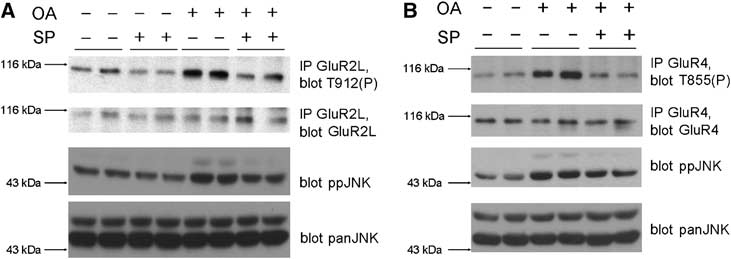 A
OA − − − − + + + +
SP − − + + − − + +
116 kDa
IP GluR2L,
blot T912(P)
116 kDa
IP GluR2L,
blot GluR2L
blot ppJNK
43 kDa
blot panJNK
43 kDa
B
OA − − + + + +
SP − − − − + +
116 kDa
IP GluR4,
blot T855(P)
116 kDa
IP GluR4,
blot GluR4
blot ppJNK
43 kDa
blot panJNK
43 kDa